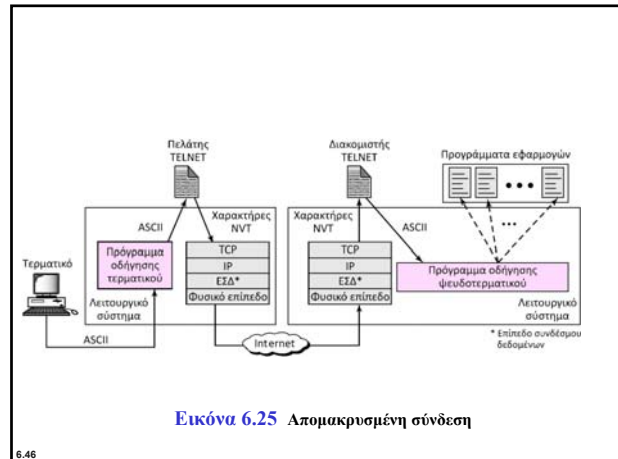 Πελάτης
TELNET
Διακομιστής
TELNET
Προγράμματα εφαρμογών
ASCII
Χαρακτήρες
NVT
Χαρακτήρες
NVT
ASCII
...
Τερματικό
Πρόγραμμα
οδήγησης
τερματικού
TCP
IP
ΕΣΔ*
Φυσικό επίπεδο
TCP
IP
ΕΣΔ*
Φυσικό επίπεδο
Πρόγραμμα οδήγησης
ψευδοτερματικού
Λειτουργικό
σύστημα
Λειτουργικό
σύστημα
ASCII
Internet
* Επίπεδο συνδέσμου
δεδομένων
Εικόνα 6.25 Απομακρυσμένη σύνδεση
6.46